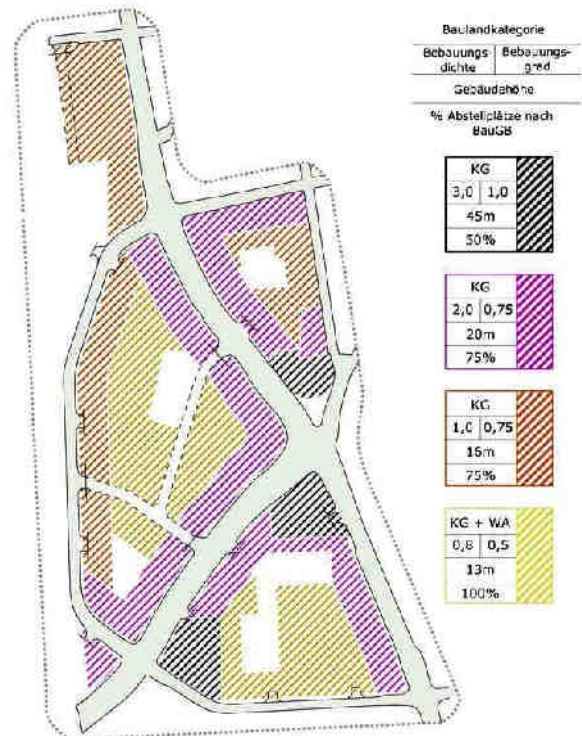 Baulandkategorie
Bebauungs- Bebauungs-
dichte grad
Gebäudehöhe
% Abstellplätze nach
BauGB
KG
3,0 1,0
45m
50%
KG
2,0 0,75
20m
75%
KG
1,0 0,75
16m
75%
KG + WA
0,8 0,5
13m
100%